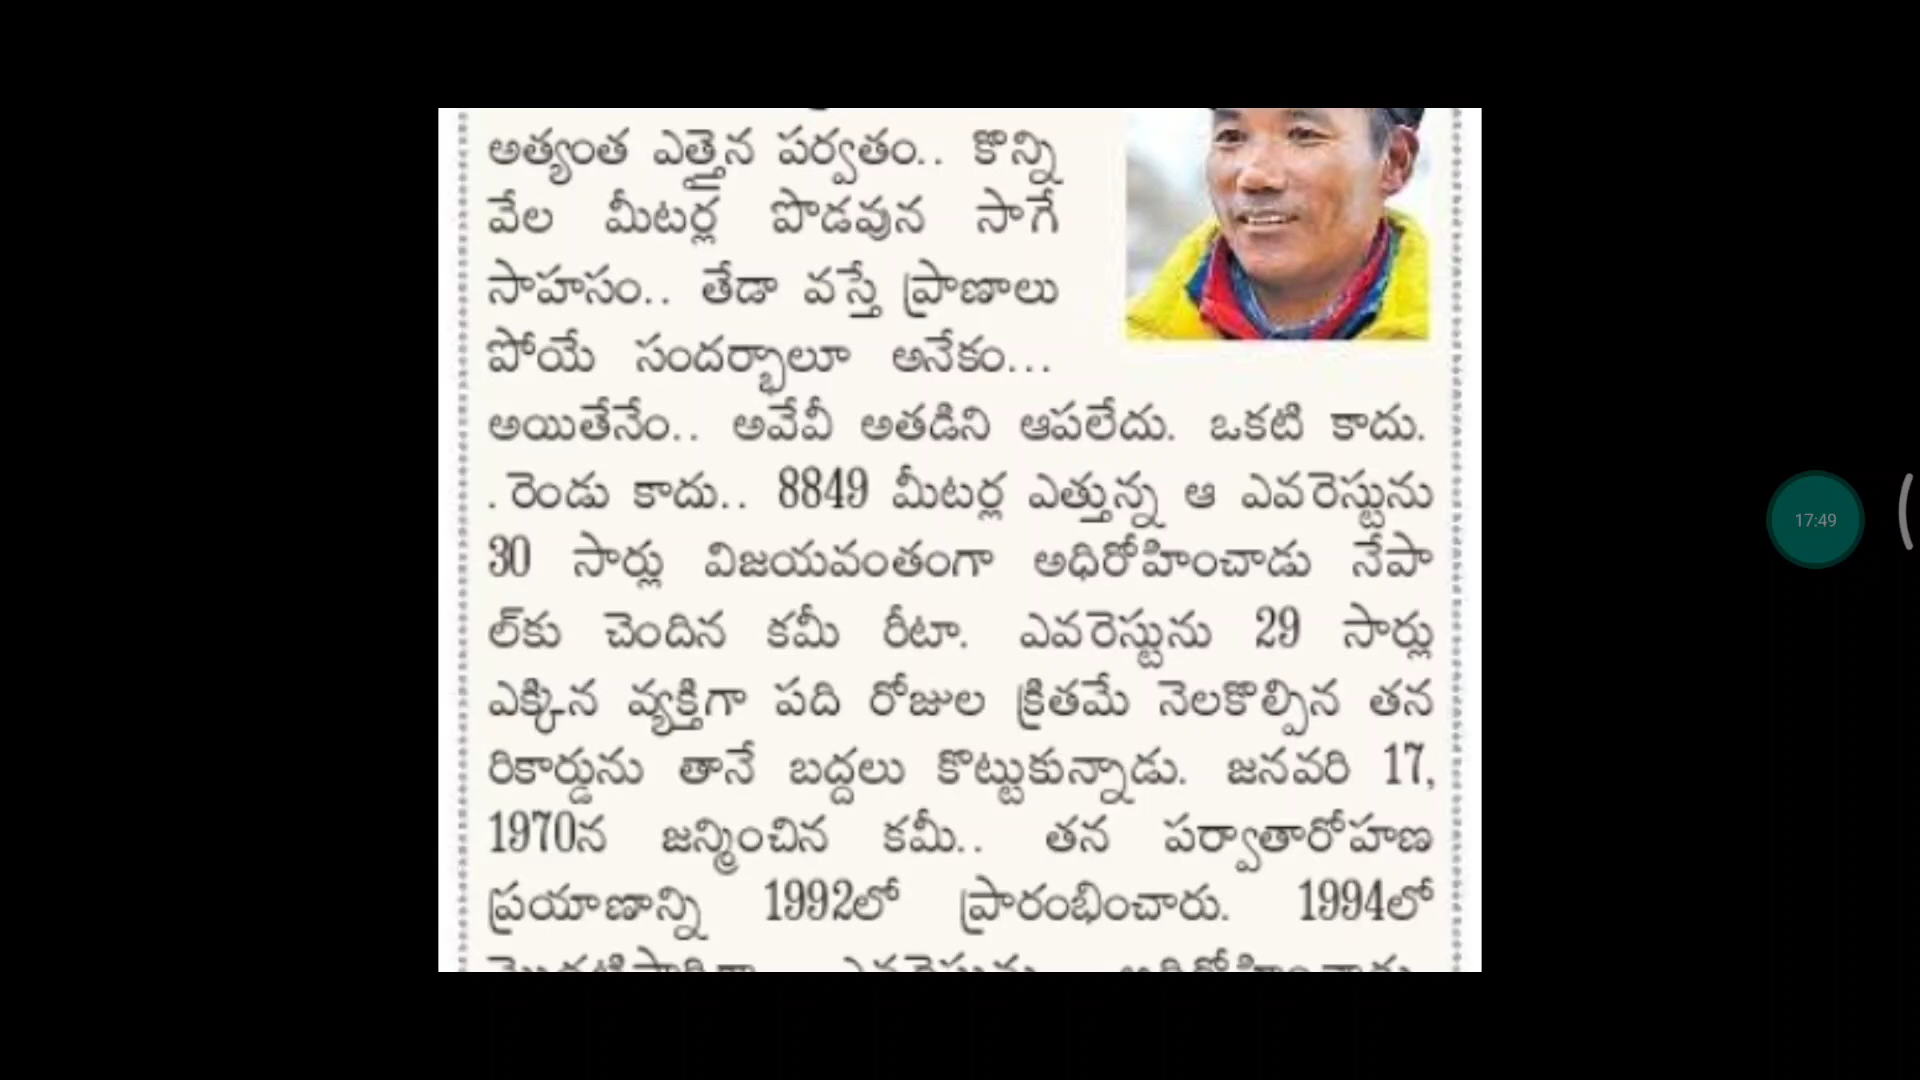 అత్యంత ఎత్తైన పర్వతం.. కొన్ని
వేల మీటర్ల పొడవున సాగే
సాహసం.. తేడా వస్తే ప్రాణాలు
పోయే సందర్భాలూ అనేకం...
అయితేనేం.. అవేవీ అతడిని ఆపలేదు. ఒకటి కాదు.
. రెండు కాదు.. 8849 మీటర్ల ఎత్తున్న ఆ ఎవరెస్టును
30 సార్లు విజయవంతంగా అధిరోహించాడు నేపా
ల్‌కు చెందిన కమీ రీటా. ఎవరెస్టును 29 సార్లు
ఎక్కిన వ్యక్తిగా పది రోజుల క్రితమే నెలకొల్పిన తన
రికార్డును తానే బద్దలు కొట్టుకున్నాడు. జనవరి 17,
1970న జన్మించిన కమీ.. తన పర్వాతారోహణ
ప్రయాణాన్ని 1992లో ప్రారంభించారు. 1994లో
17:49